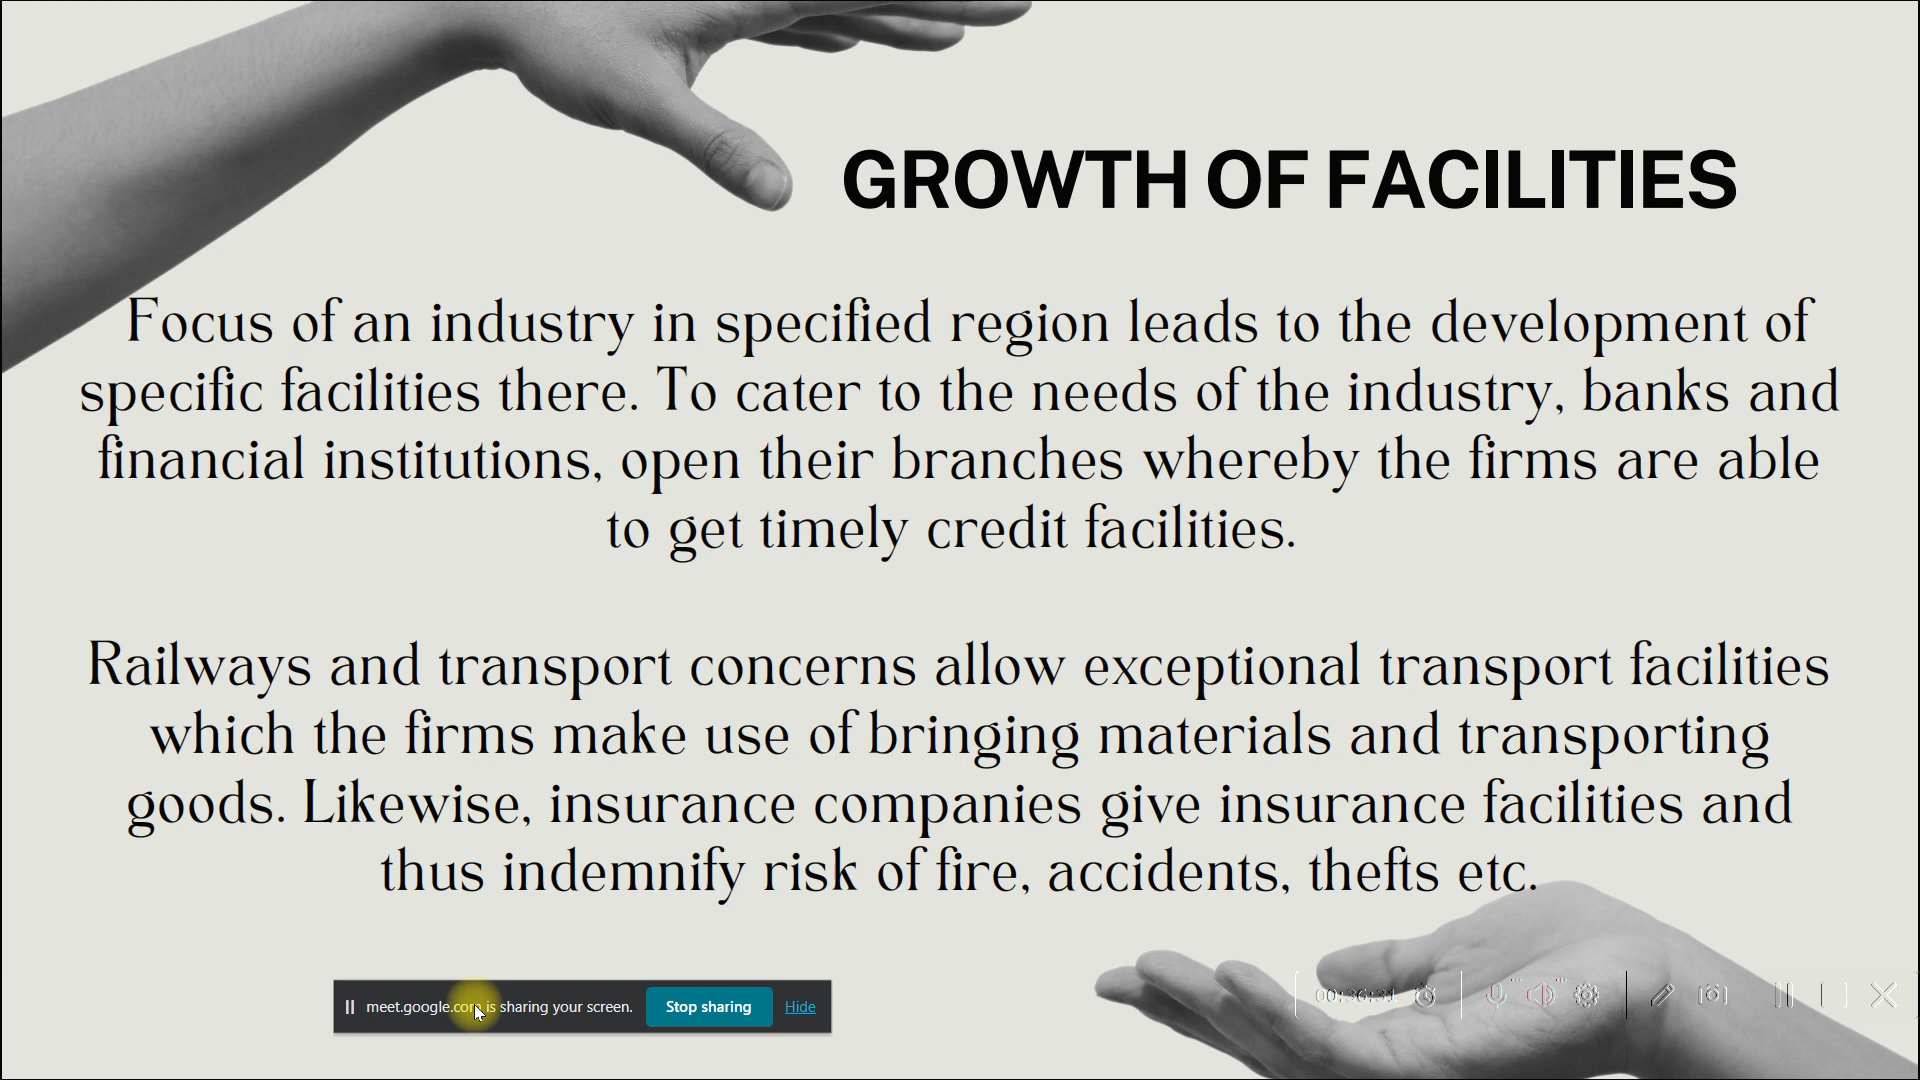 GROWTH OF FACILITIES
Focus of an industry in specified region leads to the development of
specific facilities there. To cater to the needs of the industry, banks and
financial institutions, open their branches whereby the firms are able
to get timely credit facilities.
Railways and transport concerns allow exceptional transport facilities
which the firms make use of bringing materials and transporting
goods. Likewise, insurance companies give insurance facilities and
thus indemnify risk of fire, accidents, thefts etc.
meet.google.com is sharing your screen. Stop sharing Hide
00:36:31